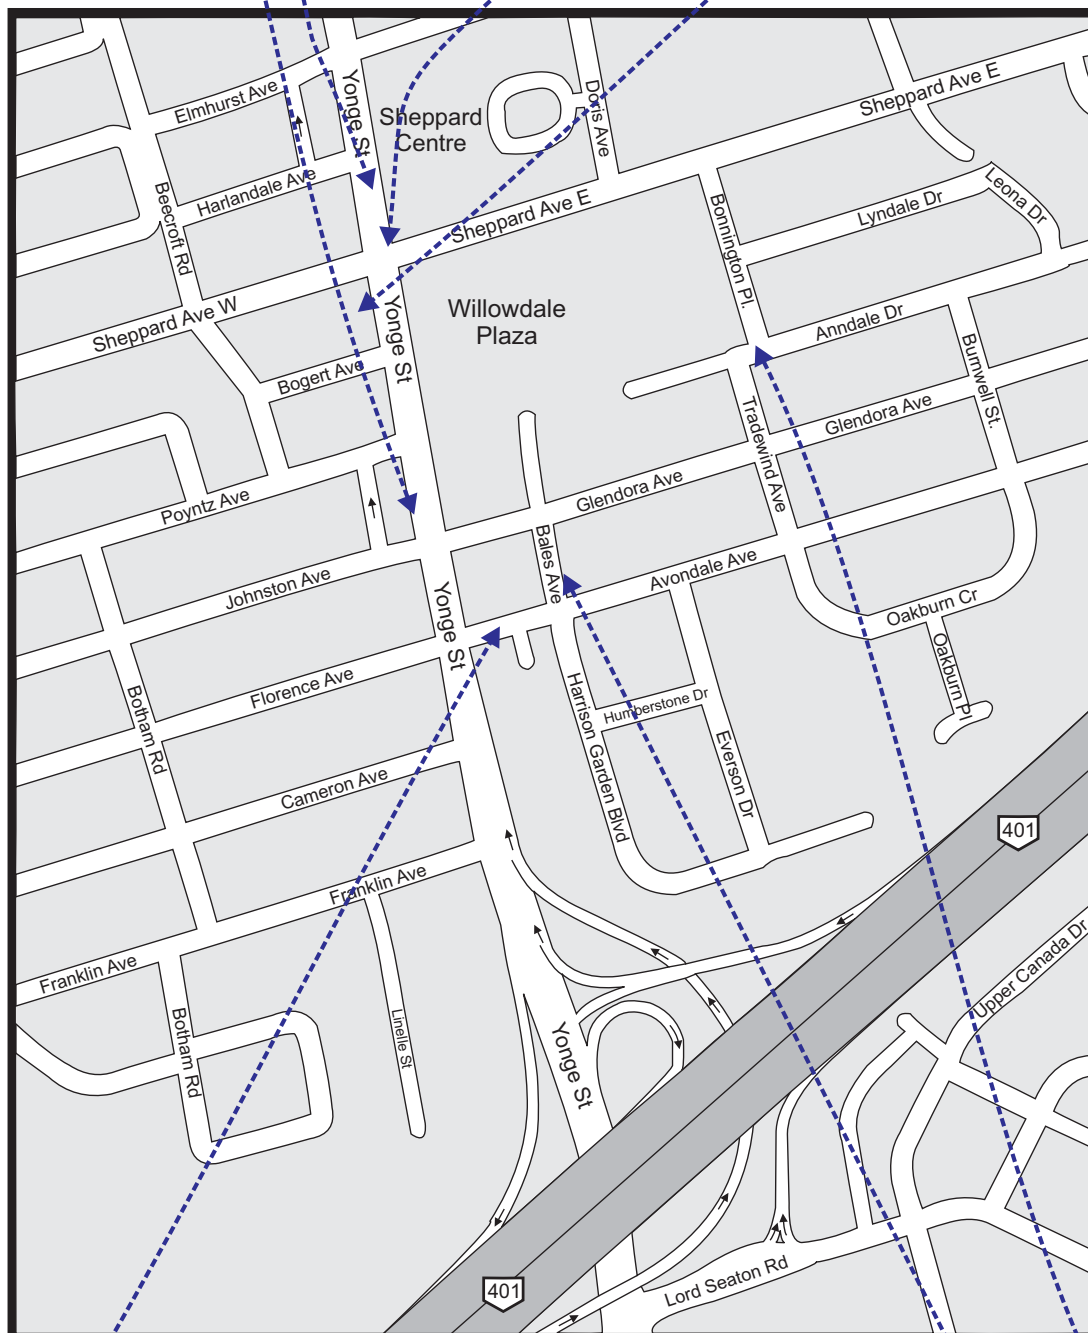 Elmhurst Ave
Yonge St
Sheppard
Centre
Doris Ave
Sheppard Ave E
Harlandale Ave
Beecroft Rd
Sheppard Ave E
Bonnington Pl.
Lyndale Dr
Leona Dr
Sheppard Ave W
Yonge St
Willowdale
Plaza
Anndale Dr
Bogert Ave
Burnwell St.
Tradewind Ave
Glendora Ave
Poyntz Ave
Glendora Ave
Bales Ave
Johnston Ave
Avondale Ave
Yonge St
Oakburn Cr
Oakburn Pl
Florence Ave
Botham Rd
Harrison Garden Blvd
Humberstone Dr
Everson Dr
Cameron Ave
401
Franklin Ave
Franklin Ave
Upper Canada Dr
Botham Rd
Linelle St
Yonge St
Lord Seaton Rd
401